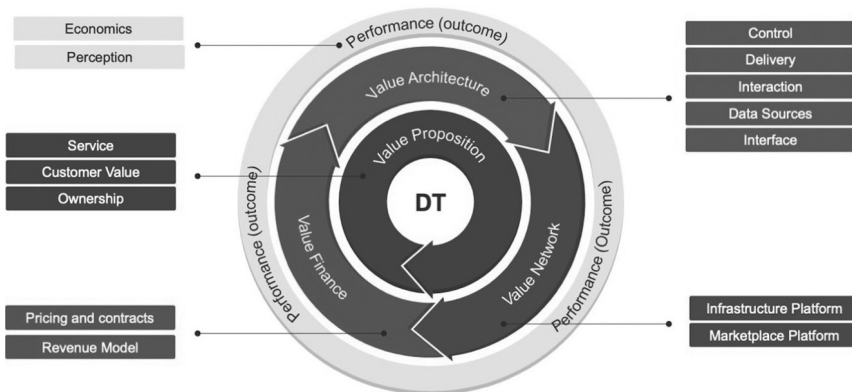 Economics
Perception
Service
Customer Value
Ownership
Pricing and contracts
Revenue Model
Performance (outcome)
Value Architecture
Value Proposition
DT
Performance (outcome)
Value Finance
Value Network
Performance (Outcome)
Control
Delivery
Interaction
Data Sources
Interface
Infrastructure Platform
Marketplace Platform